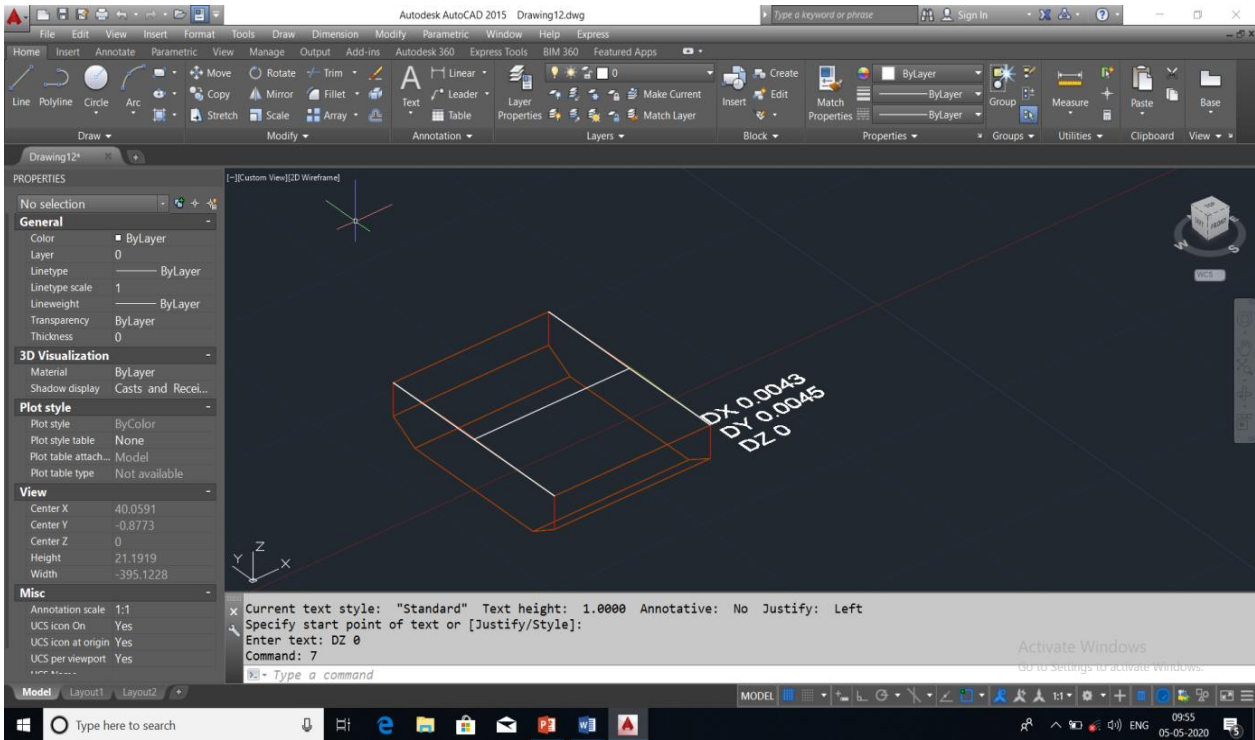 Autodesk AutoCAD 2015 Drawing12.dwg
Type a keyword or phrase
Sign In
File Edit View Insert Format Tools Draw Dimension Modify Parametric Window Help Express
Home Insert Annotate Parametric View Manage Output Add-ins Autodesk 360 Express Tools BIM 360 Featured Apps
Line Polyline Circle Arc
Move Rotate Trim
Copy Mirror Fillet
Stretch Scale Array
Text Linear
Leader
Table
Layer Properties
0
Make Current
Match Layer
Insert Create
Edit
Match Properties
ByLayer
ByLayer
ByLayer
Group
Measure
Paste
Base
Draw Modify Annotation Layers Block Properties Groups Utilities Clipboard View
Drawing12*
PROPERTIES
No selection
General
Color ByLayer
Layer 0
Linetype ByLayer
Linetype scale 1
Lineweight ByLayer
Transparency ByLayer
Thickness 0
3D Visualization
Material ByLayer
Shadow display Casts and Recei...
Plot style
Plot style ByColor
Plot style table None
Plot table attach... Model
Plot table type Not available
View
Center X 40.0591
Center Y -0.8773
Center Z 0
Height 21.1919
Width -395.1228
Misc
Annotation scale 1:1
UCS icon On Yes
UCS icon at origin Yes
UCS per viewport Yes
[-][Custom View][2D Wireframe]
TOP
LEFT FRONT
W S
WCS
DX 0.0043
DY 0.0045
DZ 0
Z
Y X
Current text style: "Standard" Text height: 1.0000 Annotative: No Justify: Left
Specify start point of text or [Justify/Style]:
Enter text: DZ 0
Command: 7
Type a command
Activate Windows
Go to Settings to activate Windows.
Model Layout1 Layout2
MODEL 1:1
Type here to search
ENG
09:55
05-05-2020
5